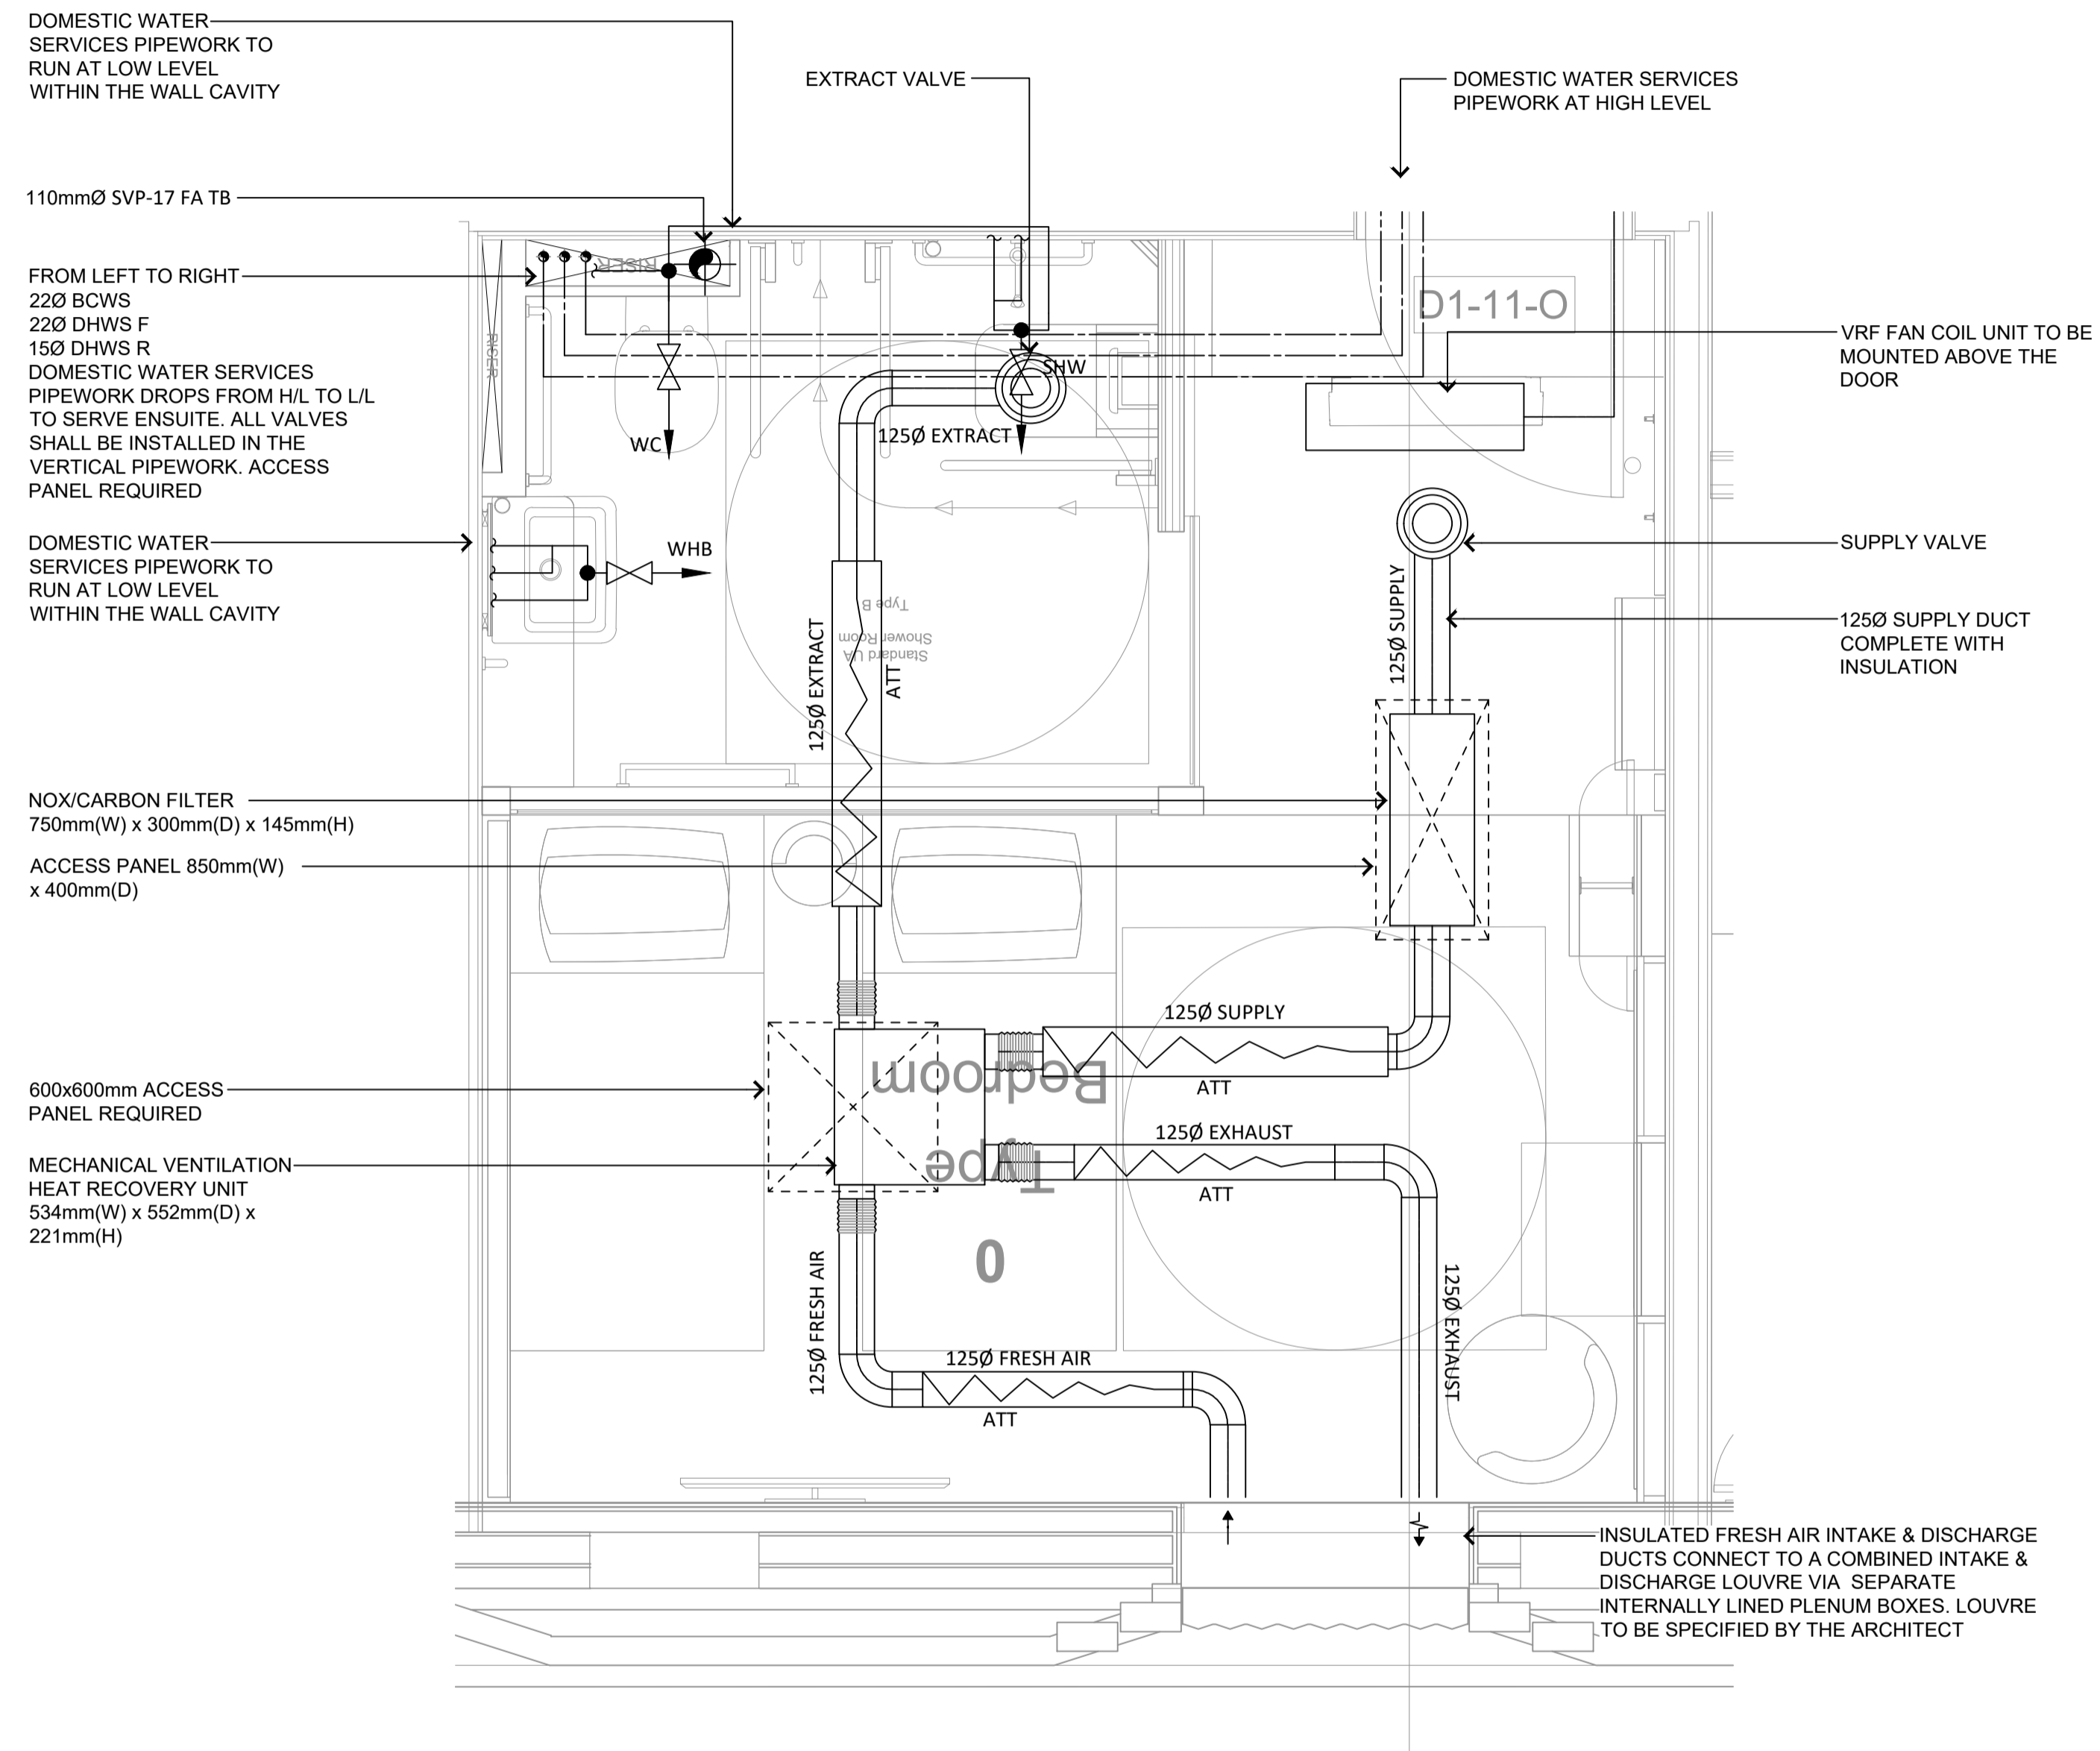 DOMESTIC WATER
SERVICES PIPEWORK TO
RUN AT LOW LEVEL
WITHIN THE WALL CAVITY
EXTRACT VALVE
DOMESTIC WATER SERVICES
PIPEWORK AT HIGH LEVEL
110mmØ SVP-17 FA TB
FROM LEFT TO RIGHT
22Ø BCWS
22Ø DHWS F
15Ø DHWS R
DOMESTIC WATER SERVICES
PIPEWORK DROPS FROM H/L TO L/L
TO SERVE ENSUITE. ALL VALVES
SHALL BE INSTALLED IN THE
VERTICAL PIPEWORK. ACCESS
PANEL REQUIRED
RISER
RISER
D1-11-O
VRF FAN COIL UNIT TO BE
MOUNTED ABOVE THE
DOOR
SHW
125Ø EXTRACT
WC
DOMESTIC WATER
SERVICES PIPEWORK TO
RUN AT LOW LEVEL
WITHIN THE WALL CAVITY
WHB
SUPPLY VALVE
125Ø SUPPLY
125Ø SUPPLY DUCT
COMPLETE WITH
INSULATION
125Ø EXTRACT
ATT
Standard UA
Shower Room
Type B
NOX/CARBON FILTER
750mm(W) x 300mm(D) x 145mm(H)
ACCESS PANEL 850mm(W)
x 400mm(D)
125Ø SUPPLY
ATT
600x600mm ACCESS
PANEL REQUIRED
Bedroom
Type
0
125Ø EXHAUST
ATT
MECHANICAL VENTILATION
HEAT RECOVERY UNIT
534mm(W) x 552mm(D) x
221mm(H)
125Ø FRESH AIR
125Ø FRESH AIR
ATT
125Ø EXHAUST
INSULATED FRESH AIR INTAKE & DISCHARGE
DUCTS CONNECT TO A COMBINED INTAKE &
DISCHARGE LOUVRE VIA SEPARATE
INTERNALLY LINED PLENUM BOXES. LOUVRE
TO BE SPECIFIED BY THE ARCHITECT